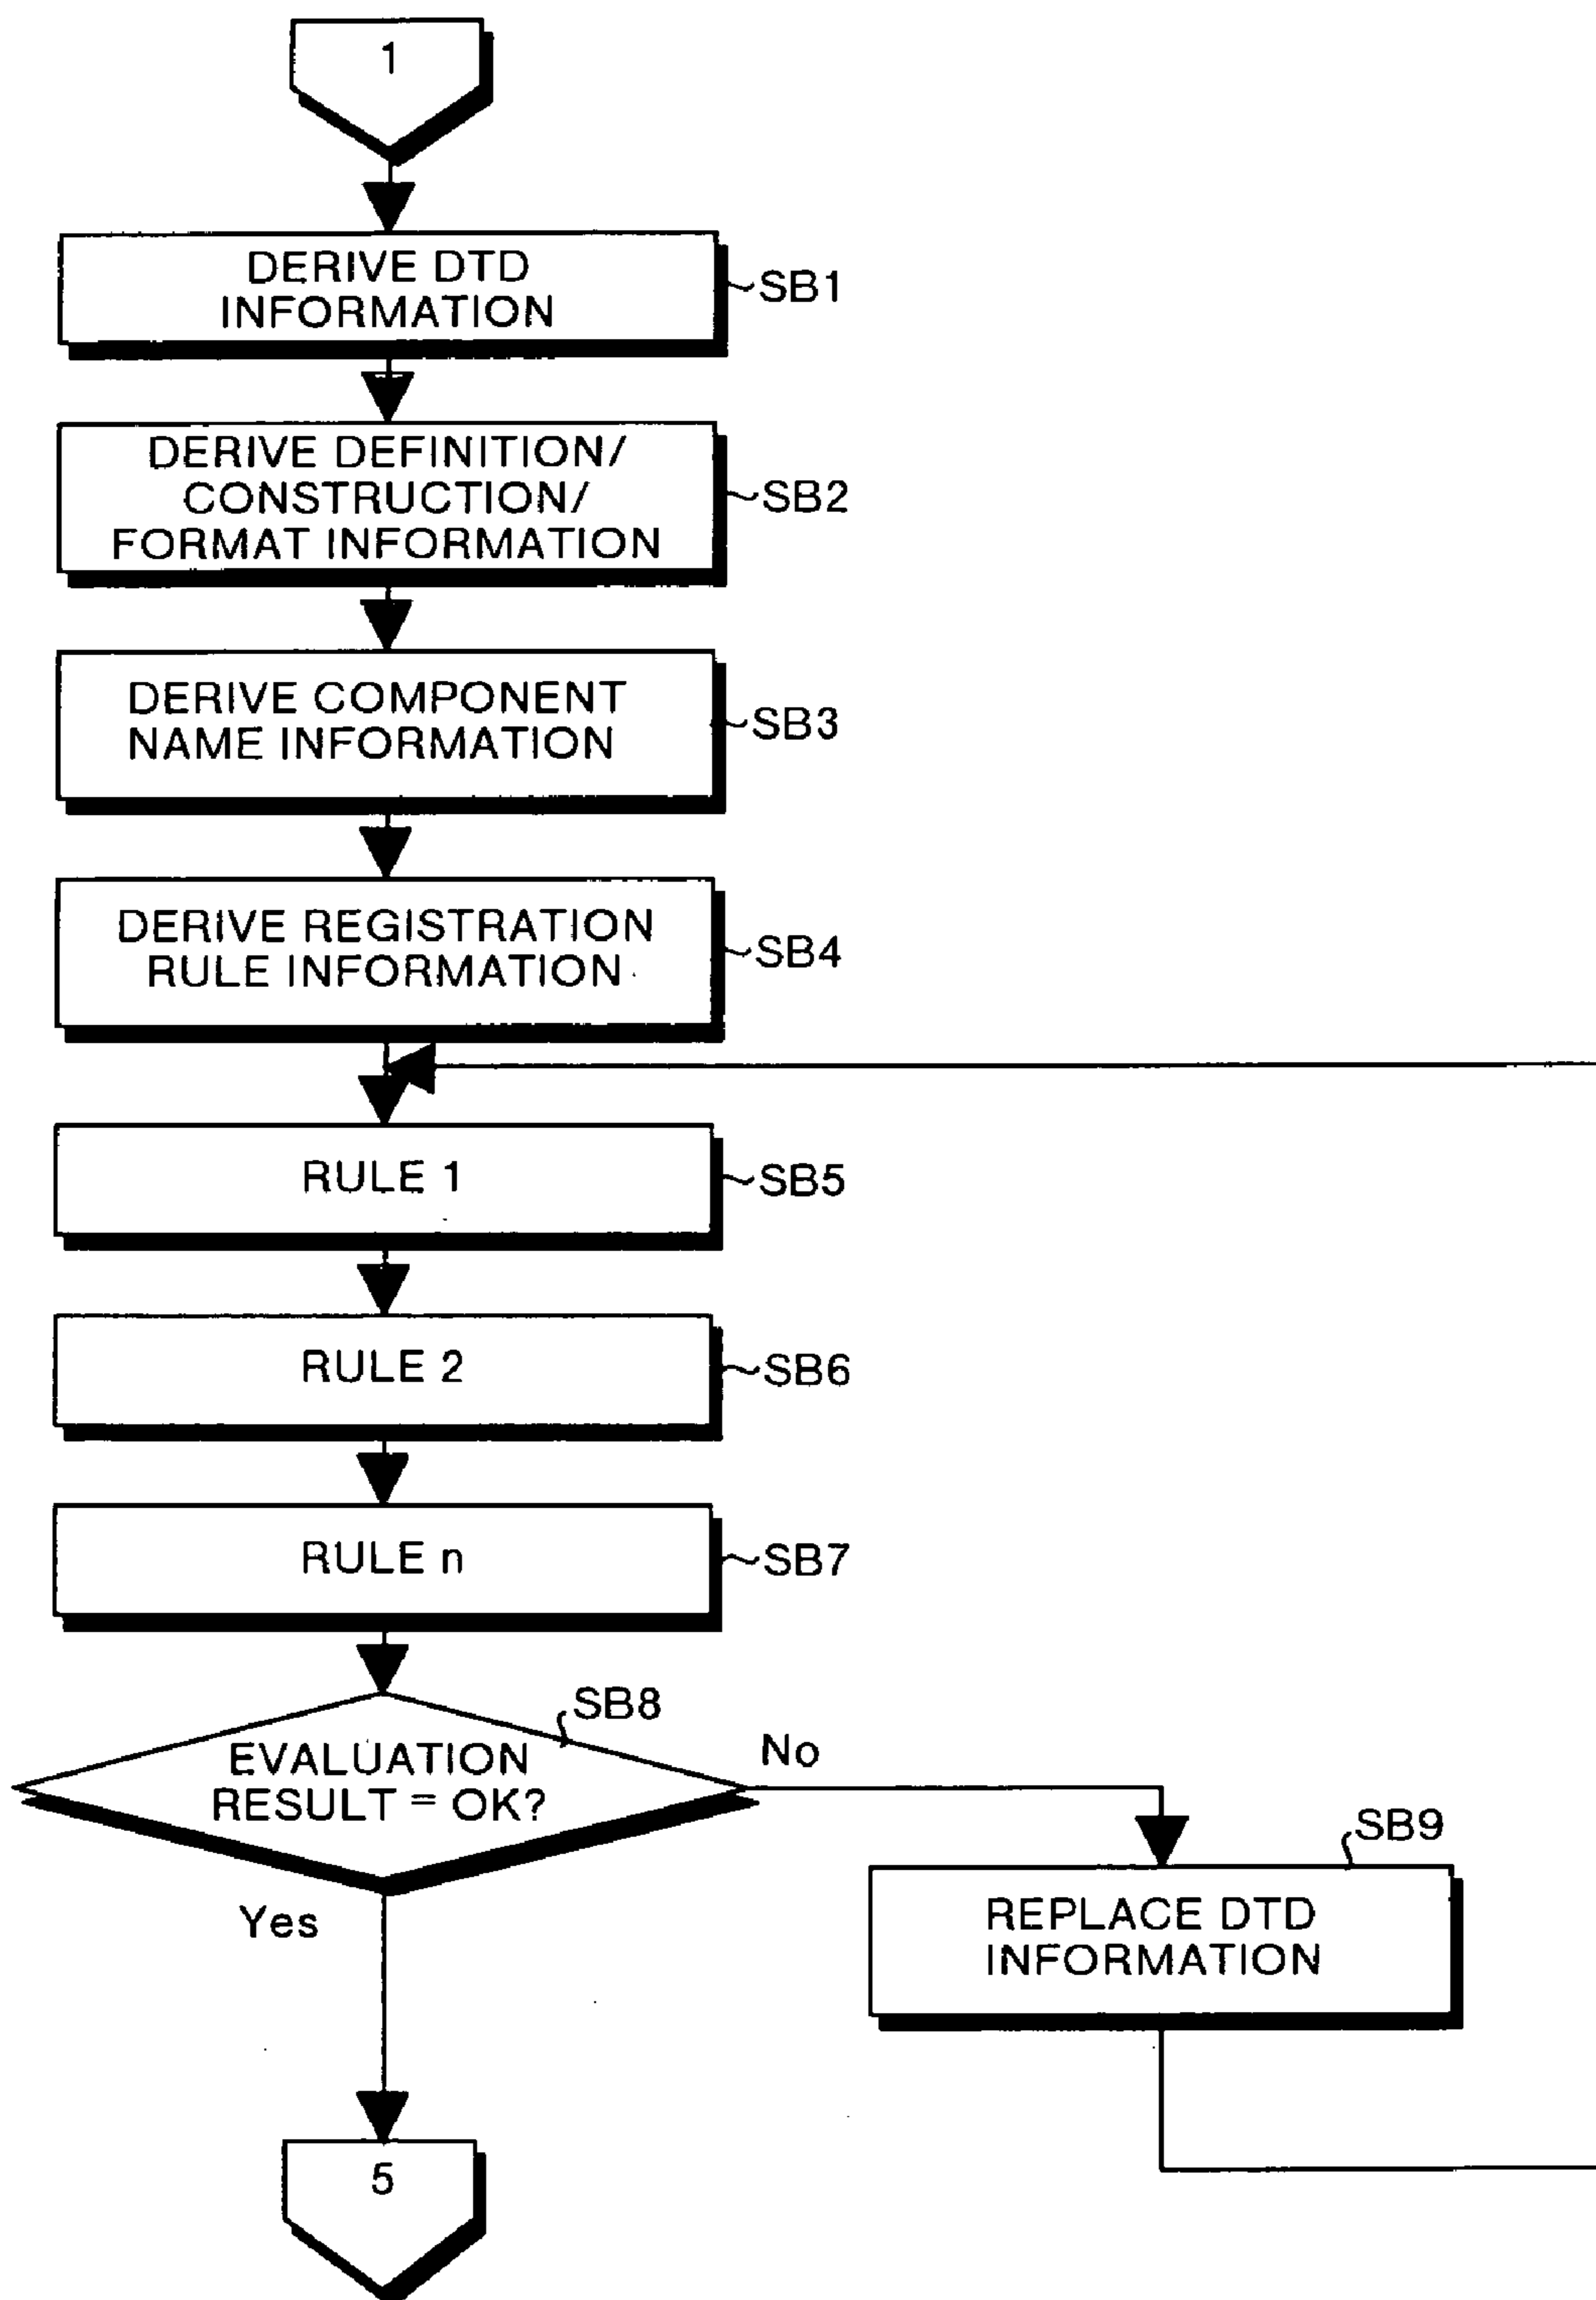 1
DERIVE DTD
INFORMATION
SB1
DERIVE DEFINITION/
CONSTRUCTION/
FORMAT INFORMATION
SB2
DERIVE COMPONENT
NAME INFORMATION
SB3
DERIVE REGISTRATION
RULE INFORMATION
SB4
RULE 1
SB5
RULE 2
SB6
RULE n
SB7
SB8
EVALUATION
RESULT = OK?
No
Yes
SB9
REPLACE DTD
INFORMATION
5